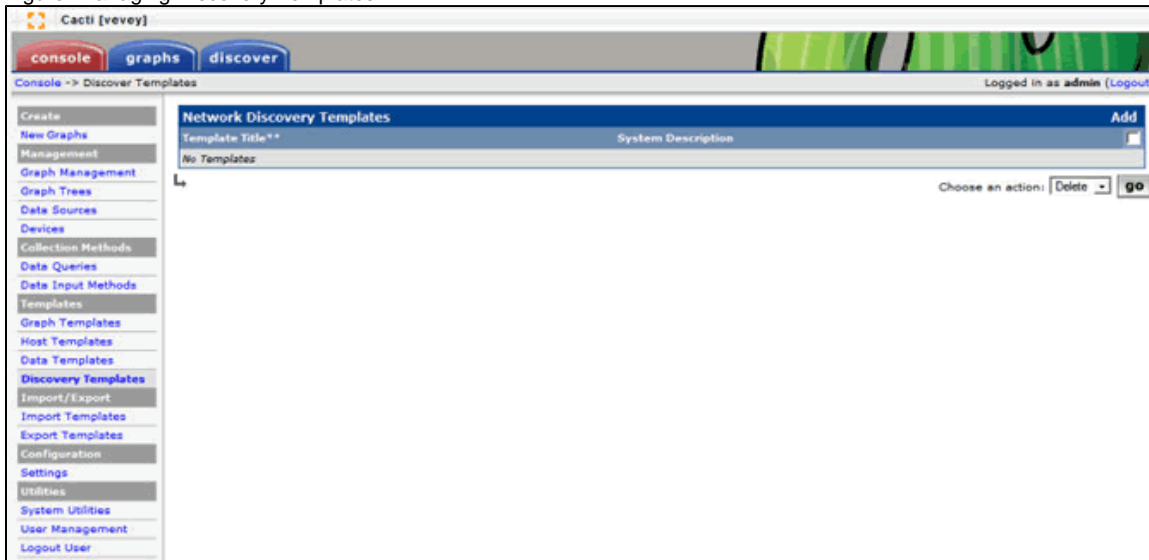 Cacti [vevey]
console graphs discover
Console -> Discover Templates
Logged in as admin (Logout
Create
New Graphs
Management
Graph Management
Graph Trees
Data Sources
Devices
Collection Methods
Data Queries
Data Input Methods
Templates
Graph Templates
Host Templates
Data Templates
Discovery Templates
Import/Export
Import Templates
Export Templates
Configuration
Settings
Utilities
System Utilities
User Management
Logout User
Network Discovery Templates Add
Template Title** System Description
No Templates
Choose an action: Delete go